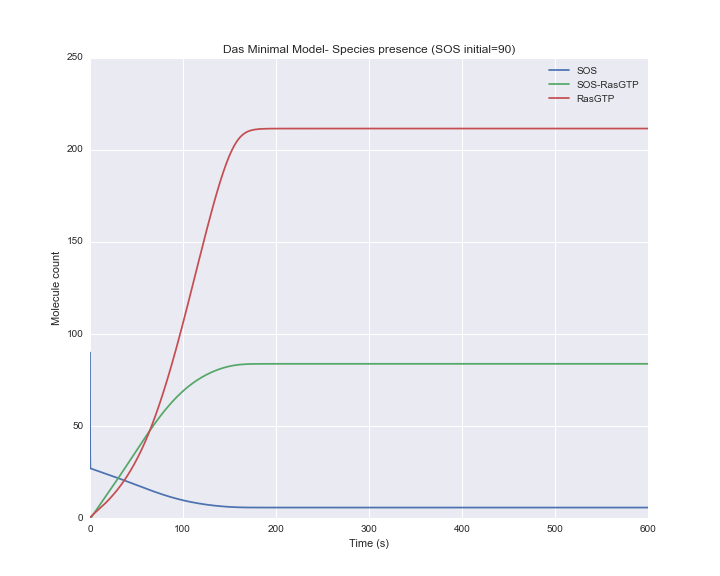 Das Minimal Model- Species presence (SOS initial=90)
250
200
150
100
50
0
Molecule count
SOS
SOS-RasGTP
RasGTP
0 100 200 300 400 500 600
Time (s)